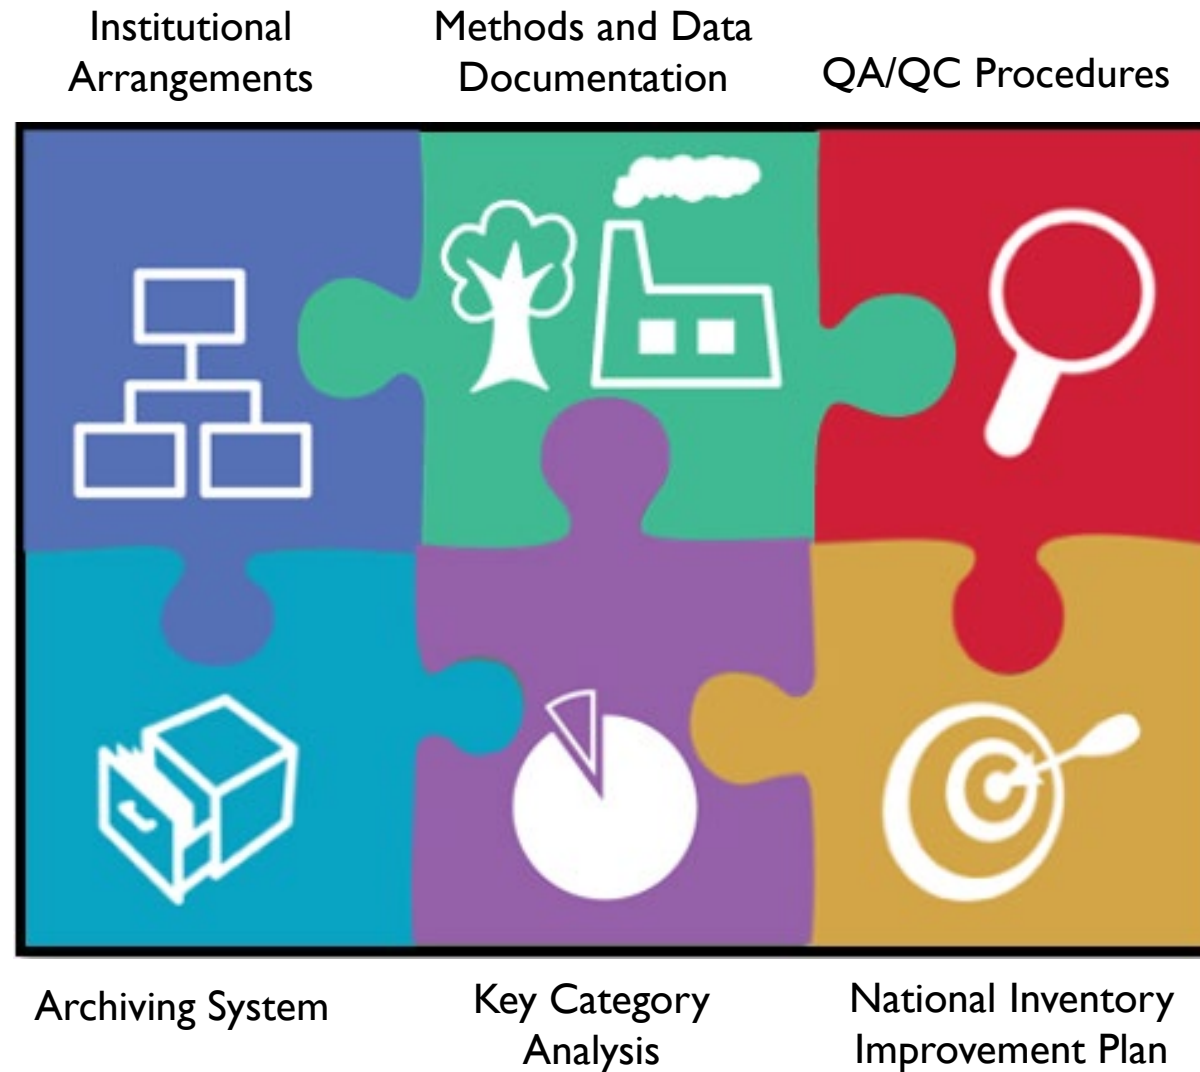 Institutional
Arrangements
Methods and Data
Documentation
QA/QC Procedures
Archiving System
Key Category
Analysis
National Inventory
Improvement Plan